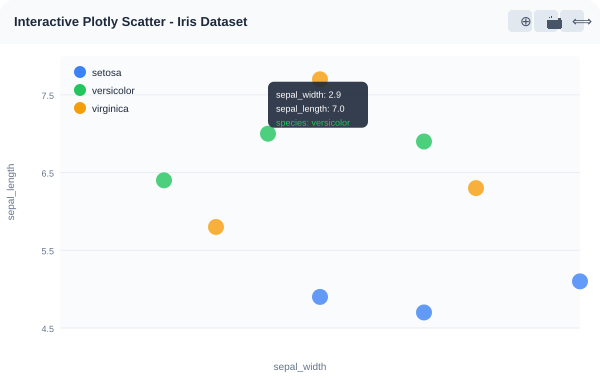 Interactive Plotly Scatter - Iris Dataset
setosa
versicolor
virginica
sepal_width: 2.9
sepal_length: 7.0
species: versicolor
7.5
6.5
5.5
4.5
sepal_length
sepal_width